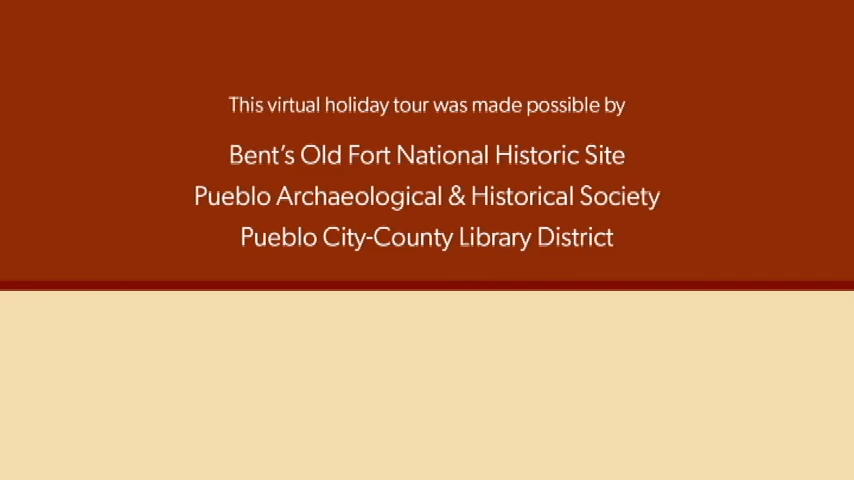 This virtual holiday tour was made possible by
Bent's Old Fort National Historic Site
Pueblo Archaeological & Historical Society
Pueblo City-County Library District